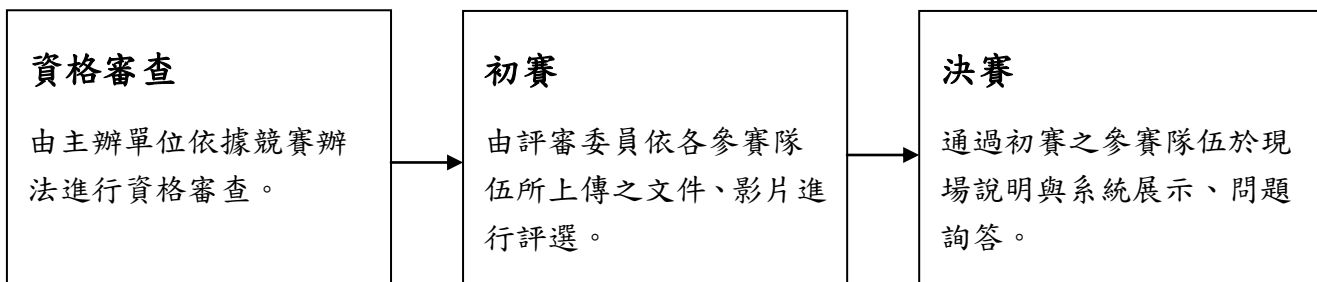 資格審查
由主辦單位依據競賽辦
法進行資格審查。
初賽
由評審委員依各參賽隊
伍所上傳之文件、影片進
行評選。
決賽
通過初賽之參賽隊伍於現
場說明與系統展示、問題
詢答。